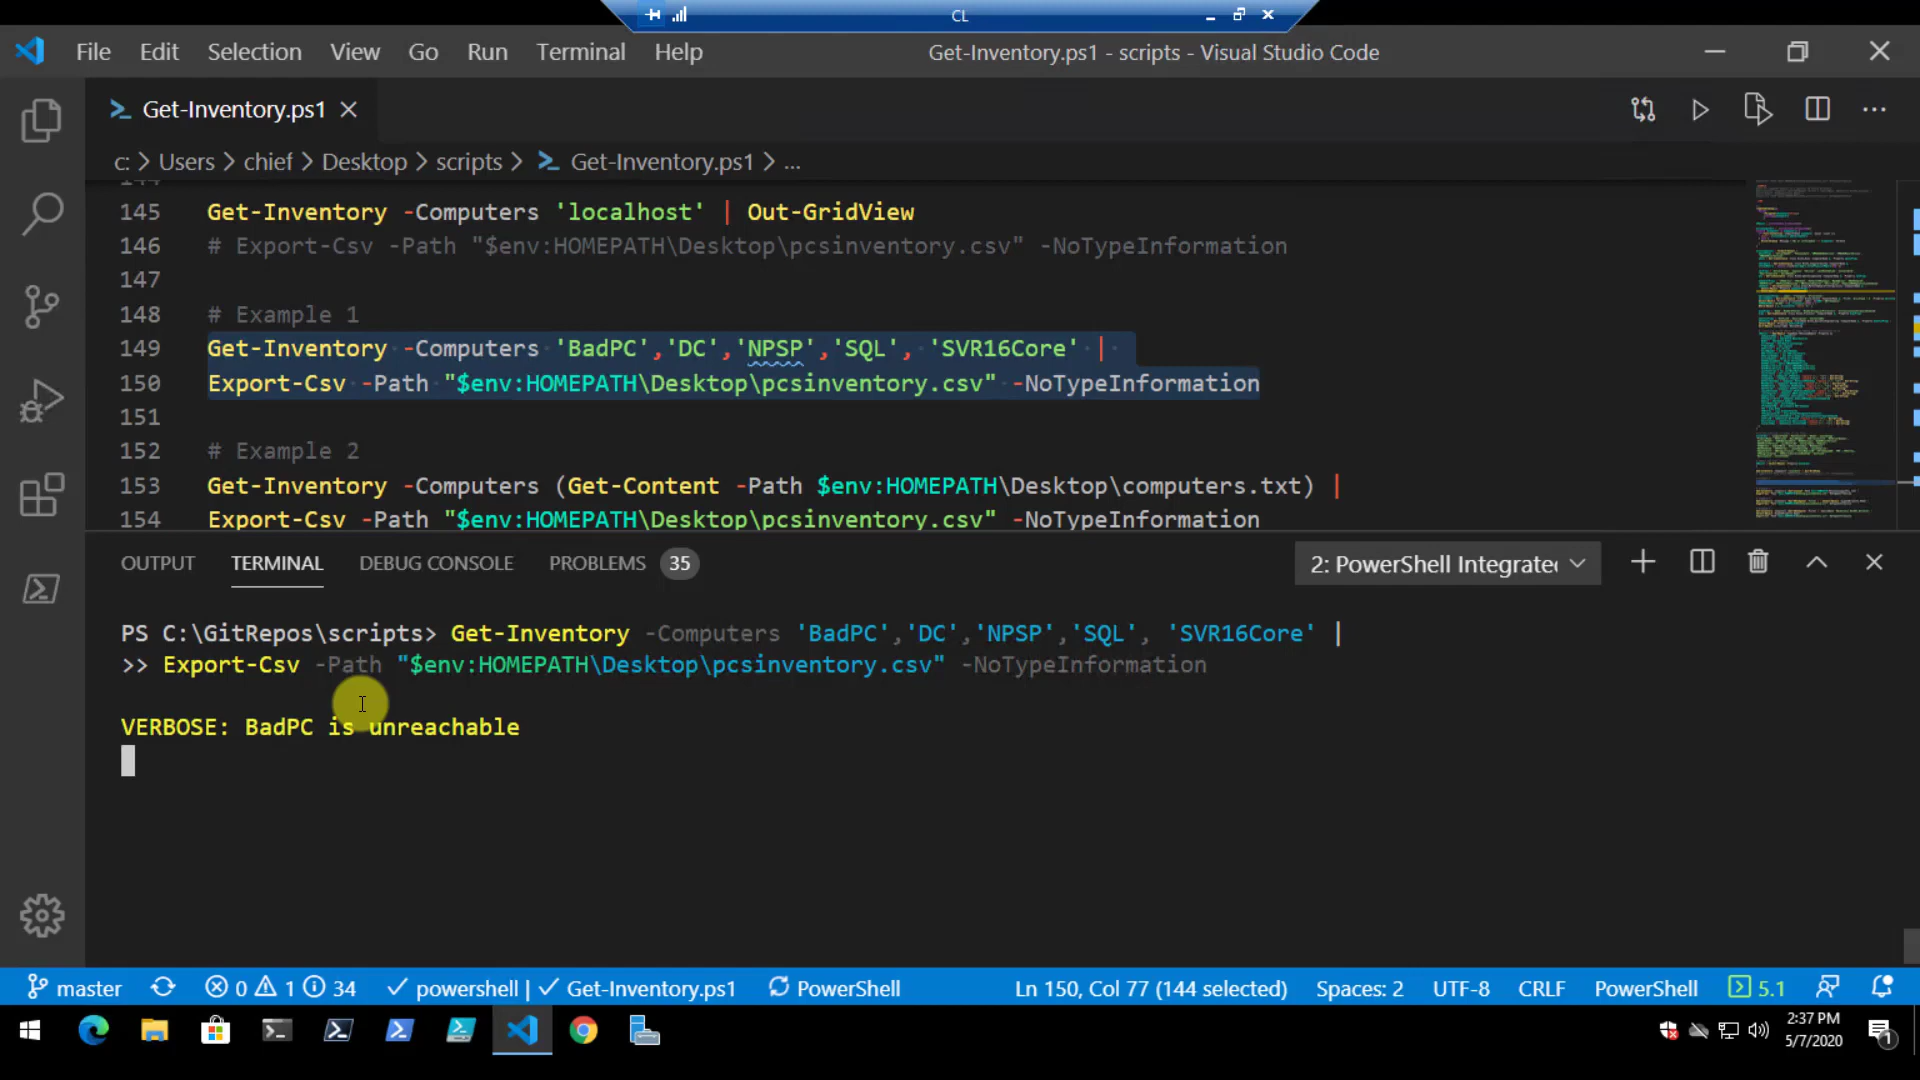 CL
File Edit Selection View Go Run Terminal Help
Get-Inventory.ps1 - scripts - Visual Studio Code
Get-Inventory.ps1
c: > Users > chief > Desktop > scripts > Get-Inventory.ps1 > ...
145 Get-Inventory -Computers 'localhost' | Out-GridView
146 # Export-Csv -Path "$env:HOMEPATH\Desktop\pcsinventory.csv" -NoTypeInformation
147
148 # Example 1
149 Get-Inventory -Computers 'BadPC','DC','NPSP','SQL', 'SVR16Core' |
150 Export-Csv -Path "$env:HOMEPATH\Desktop\pcsinventory.csv" -NoTypeInformation
151
152 # Example 2
153 Get-Inventory -Computers (Get-Content -Path $env:HOMEPATH\Desktop\computers.txt) |
154 Export-Csv -Path "$env:HOMEPATH\Desktop\pcsinventory.csv" -NoTypeInformation
OUTPUT TERMINAL DEBUG CONSOLE PROBLEMS 35
2: PowerShell Integrate
PS C:\GitRepos\scripts> Get-Inventory -Computers 'BadPC','DC','NPSP','SQL', 'SVR16Core' |
>> Export-Csv -Path "$env:HOMEPATH\Desktop\pcsinventory.csv" -NoTypeInformation
VERBOSE: BadPC is unreachable
master 0 1 34 powershell | Get-Inventory.ps1 PowerShell Ln 150, Col 77 (144 selected) Spaces: 2 UTF-8 CRLF PowerShell 5.1
2:37 PM
5/7/2020
1